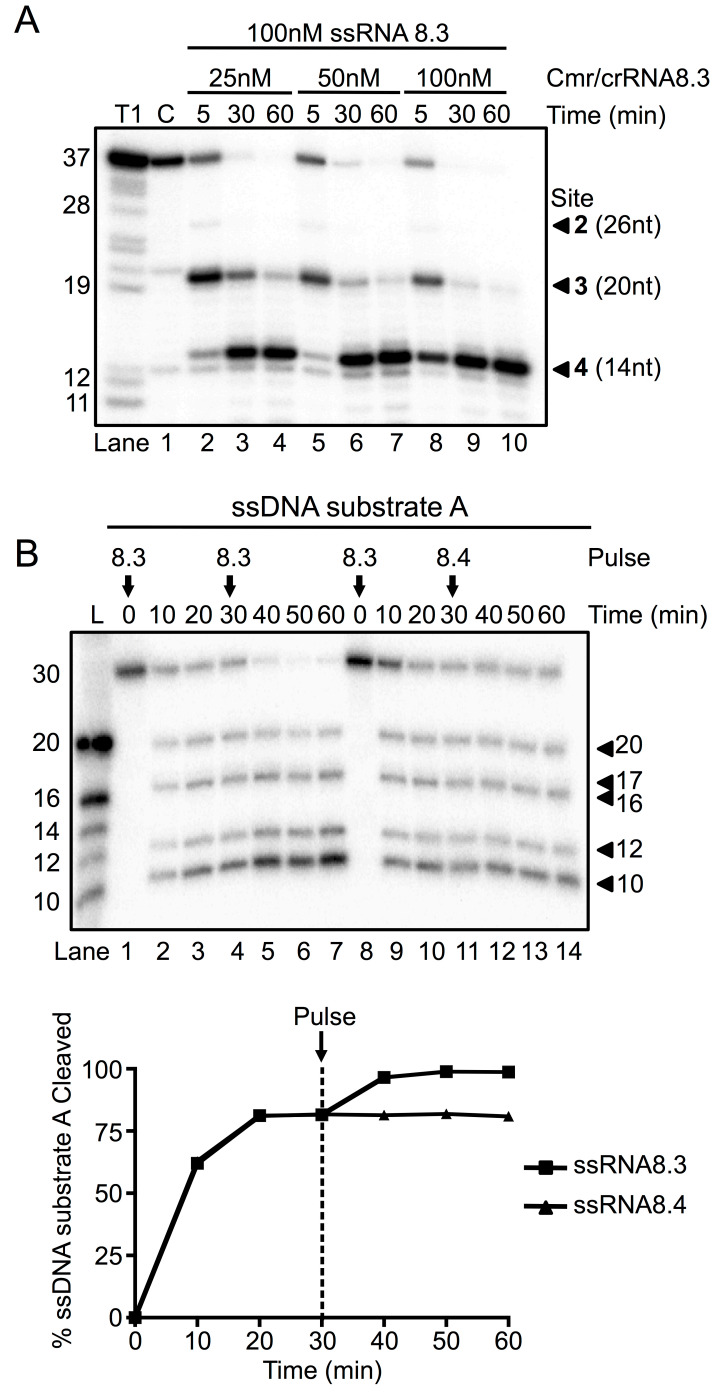 A
100nM ssRNA 8.3
25nM 50nM 100nM Cmr/crRNA8.3
T1 C 5 30 60 5 30 60 5 30 60 Time (min)
37
28
Site
2 (26nt)
19
3 (20nt)
4 (14nt)
12
11
Lane 1 2 3 4 5 6 7 8 9 10
ssDNA substrate A
B
8.3 8.3 8.3 8.4 Pulse
L 0 10 20 30 40 50 60 0 10 20 30 40 50 60 Time (min)
30
20 20
17
16 16
14
12 12
10 10
Lane 1 2 3 4 5 6 7 8 9 10 11 12 13 14
Pulse
% ssDNA substrate A Cleaved
100
75
50
25
0
ssRNA8.3
ssRNA8.4
0 10 20 30 40 50 60
Time (min)